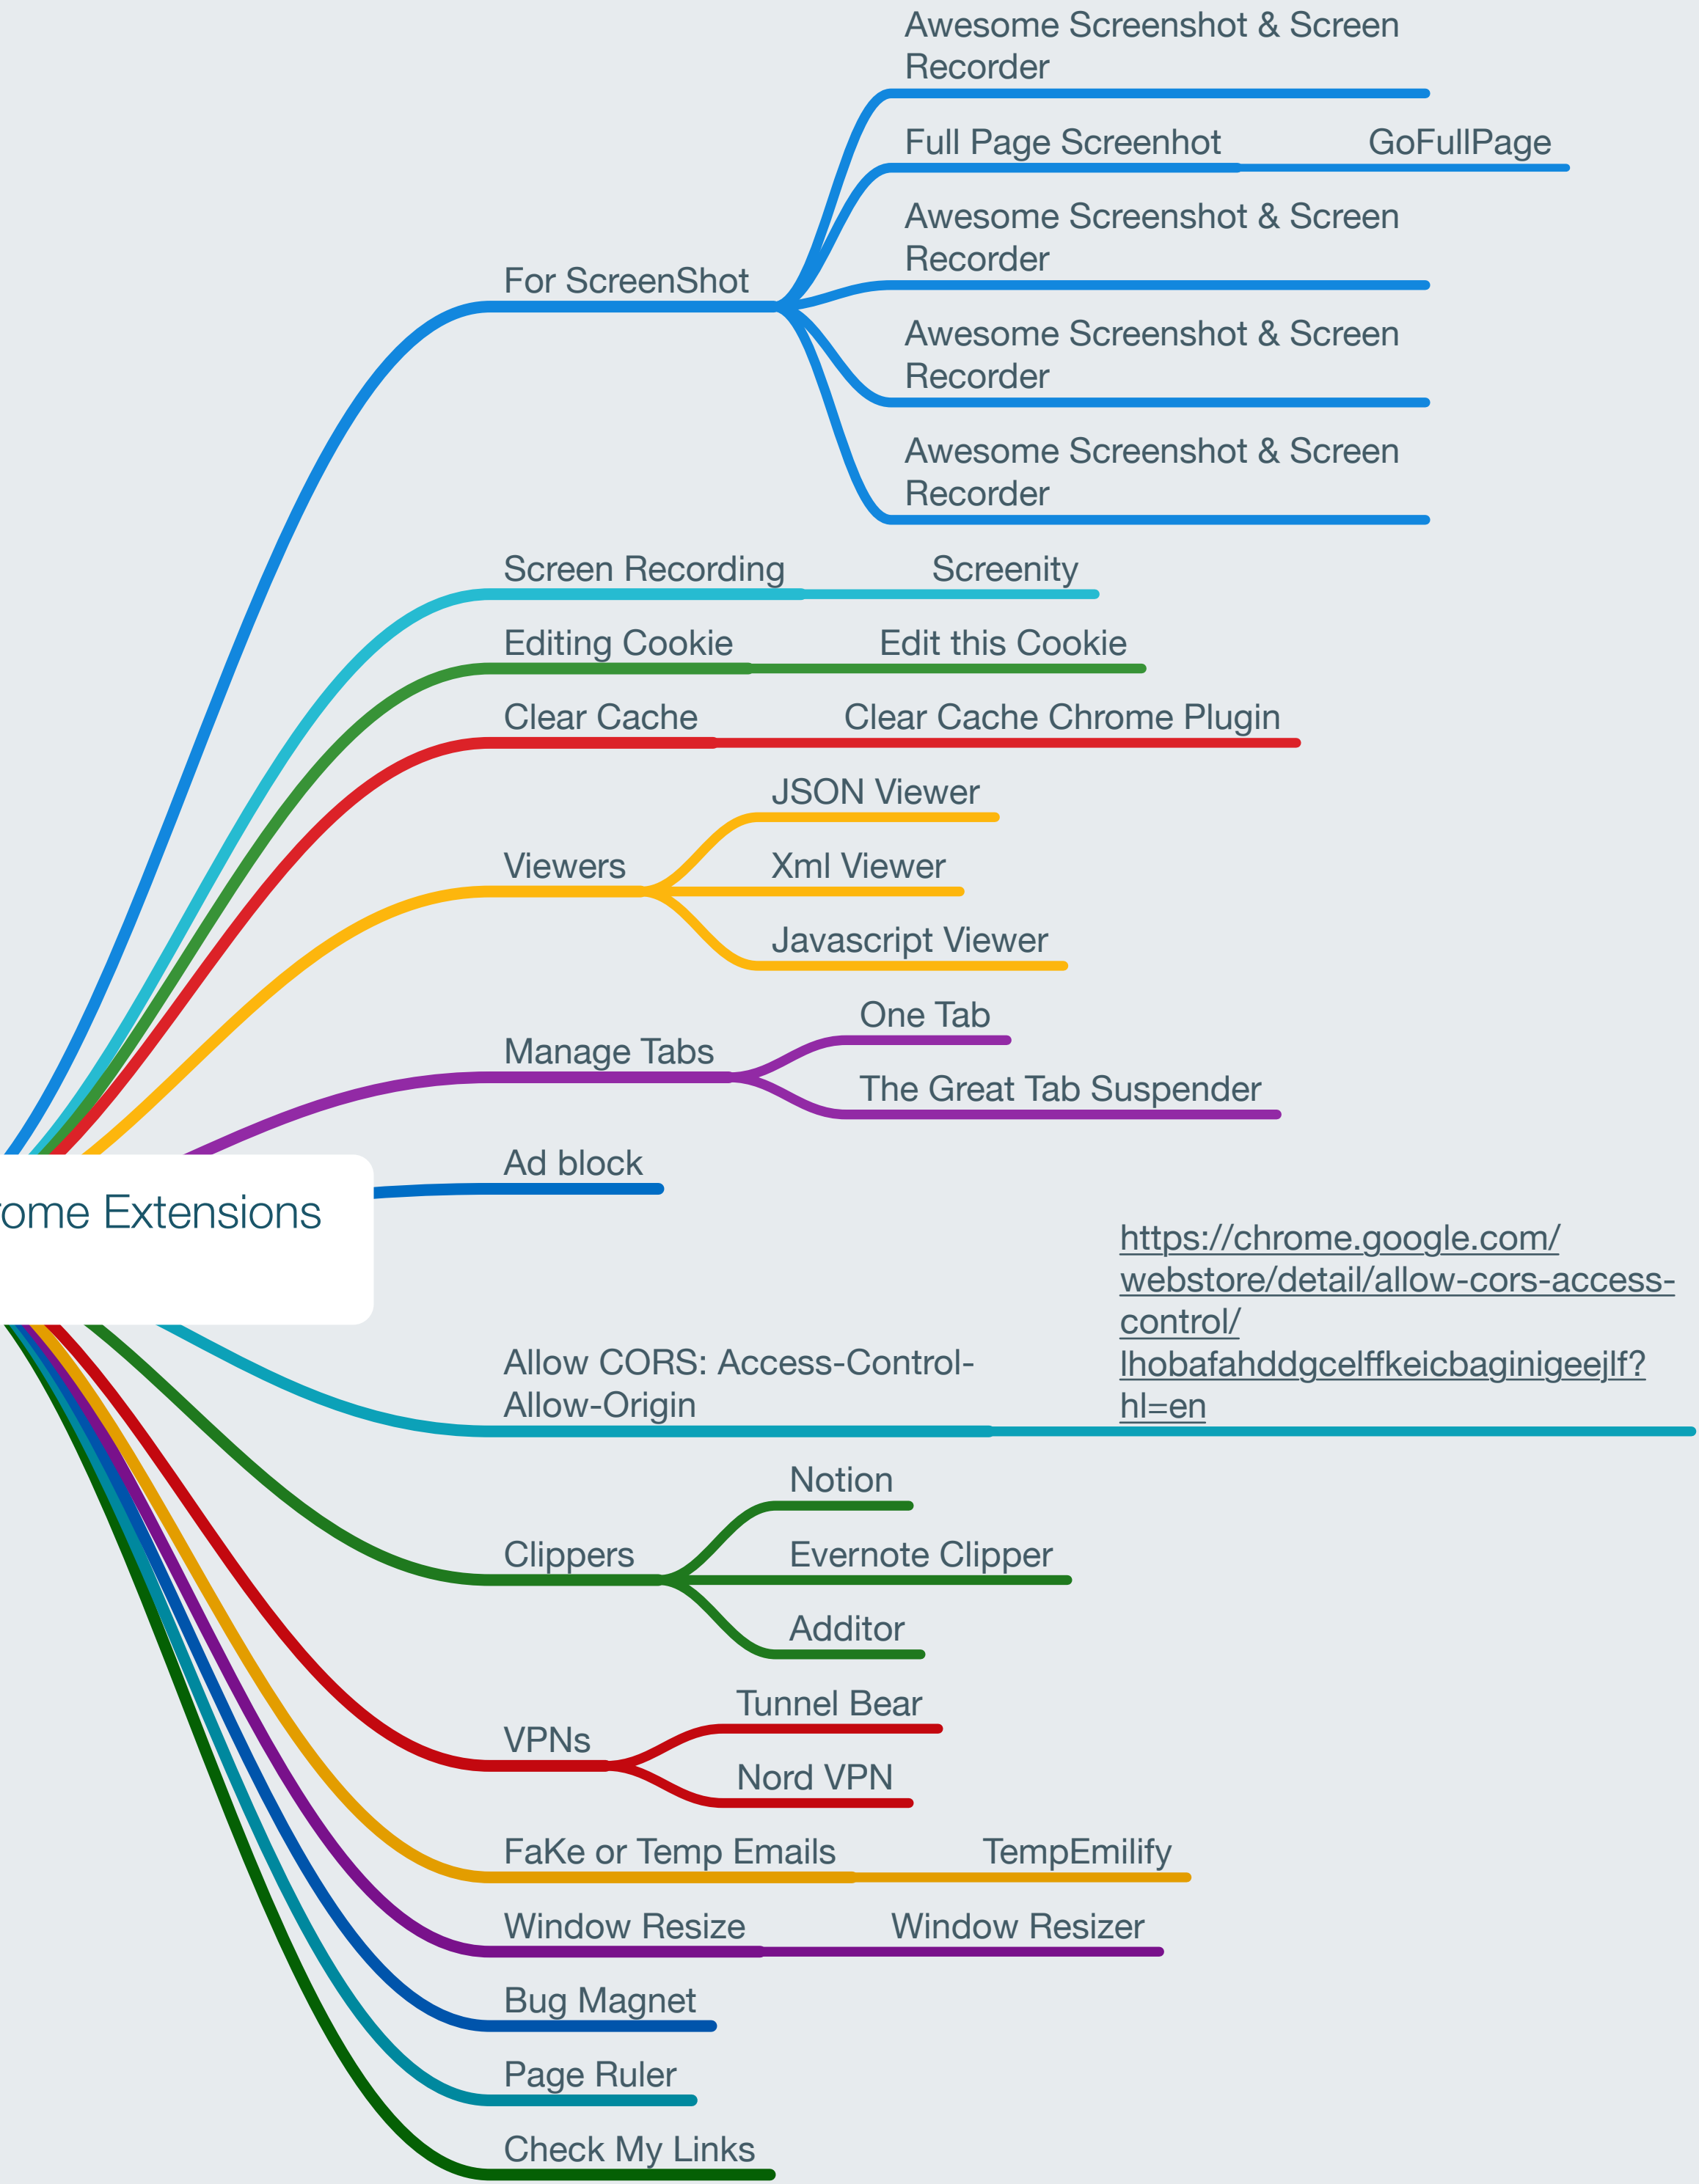 Awesome Screenshot & Screen
Recorder
Full Page Screenhot
GoFullPage
Awesome Screenshot & Screen
Recorder
For ScreenShot
Awesome Screenshot & Screen
Recorder
Awesome Screenshot & Screen
Recorder
Screen Recording
Screenity
Editing Cookie
Edit this Cookie
Clear Cache
Clear Cache Chrome Plugin
JSON Viewer
Viewers
Xml Viewer
Javascript Viewer
One Tab
Manage Tabs
The Great Tab Suspender
Ad block
ome Extensions
https://chrome.google.com/
webstore/detail/allow-cors-access-
control/
lhobafahddgcelffkeicbaginigeejlf?
hl=en
Allow CORS: Access-Control-
Allow-Origin
Notion
Clippers
Evernote Clipper
Additor
Tunnel Bear
VPNs
Nord VPN
FaKe or Temp Emails
TempEmilify
Window Resize
Window Resizer
Bug Magnet
Page Ruler
Check My Links